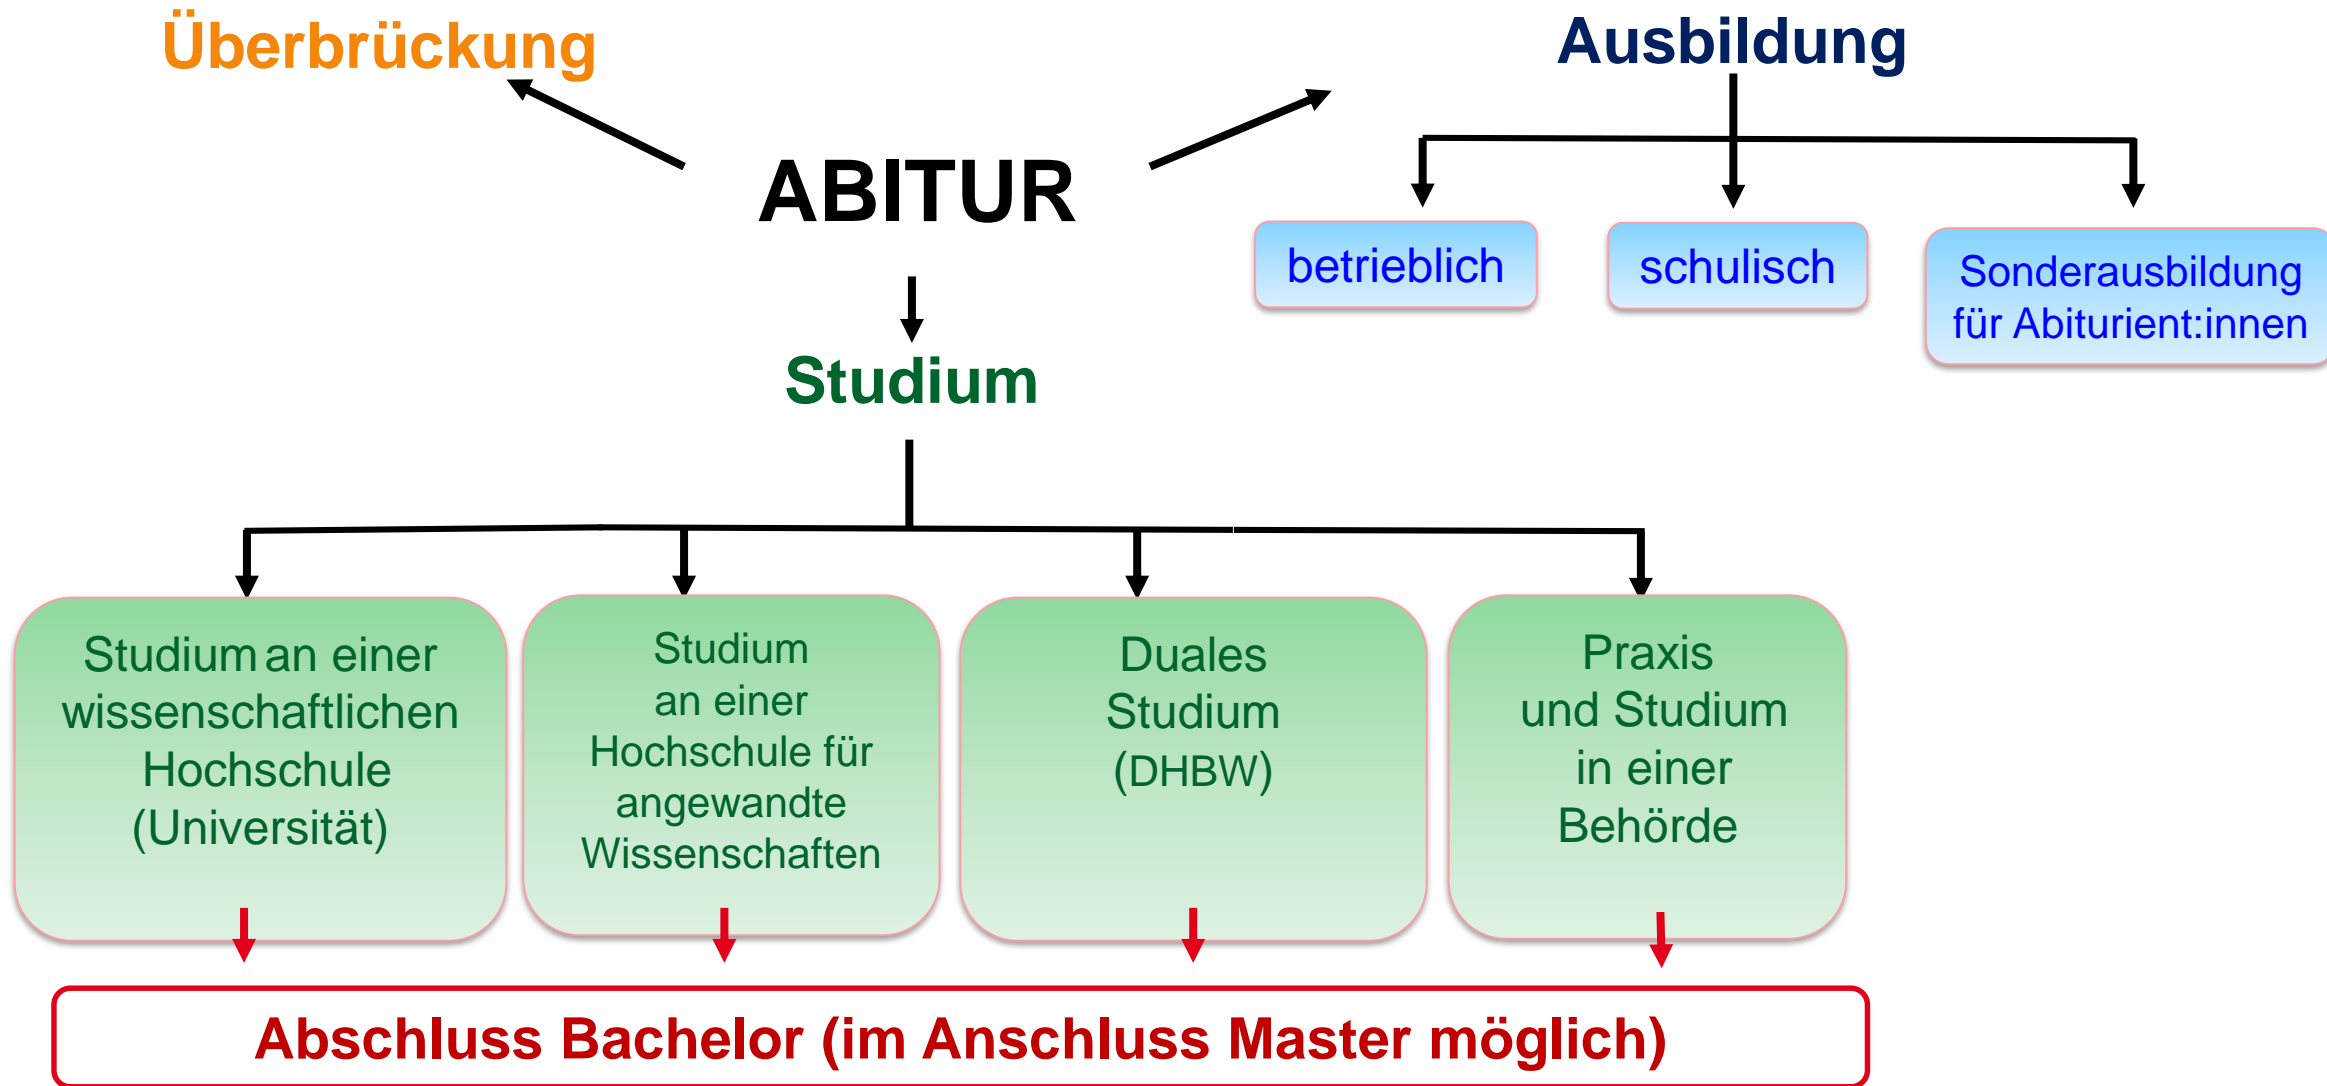 Überbrückung
Ausbildung
ABITUR
betrieblich
schulisch
Sonderausbildung
für Abiturient:innen
Studium
Studium an einer
wissenschaftlichen
Hochschule
(Universität)
Studium
an einer
Hochschule für
angewandte
Wissenschaften
Duales
Studium
(DHBW)
Praxis
und Studium
in einer
Behörde
Abschluss Bachelor (im Anschluss Master möglich)